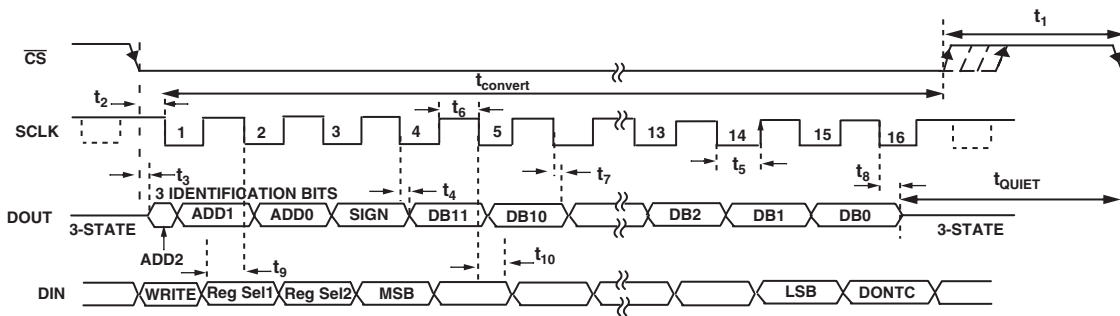 t1
CS
tconvert
t2
t6
SCLK
1 2 3 4 5 13 14 15 16
t5
t3
t7
t8
3 IDENTIFICATION BITS
t4
tQUIET
DOUT
ADD1 ADD0 SIGN DB11 DB10 DB2 DB1 DB0
3-STATE
3-STATE
ADD2
t9
t10
DIN
WRITE Reg Sel1 Reg Sel2 MSB LSB DONTC